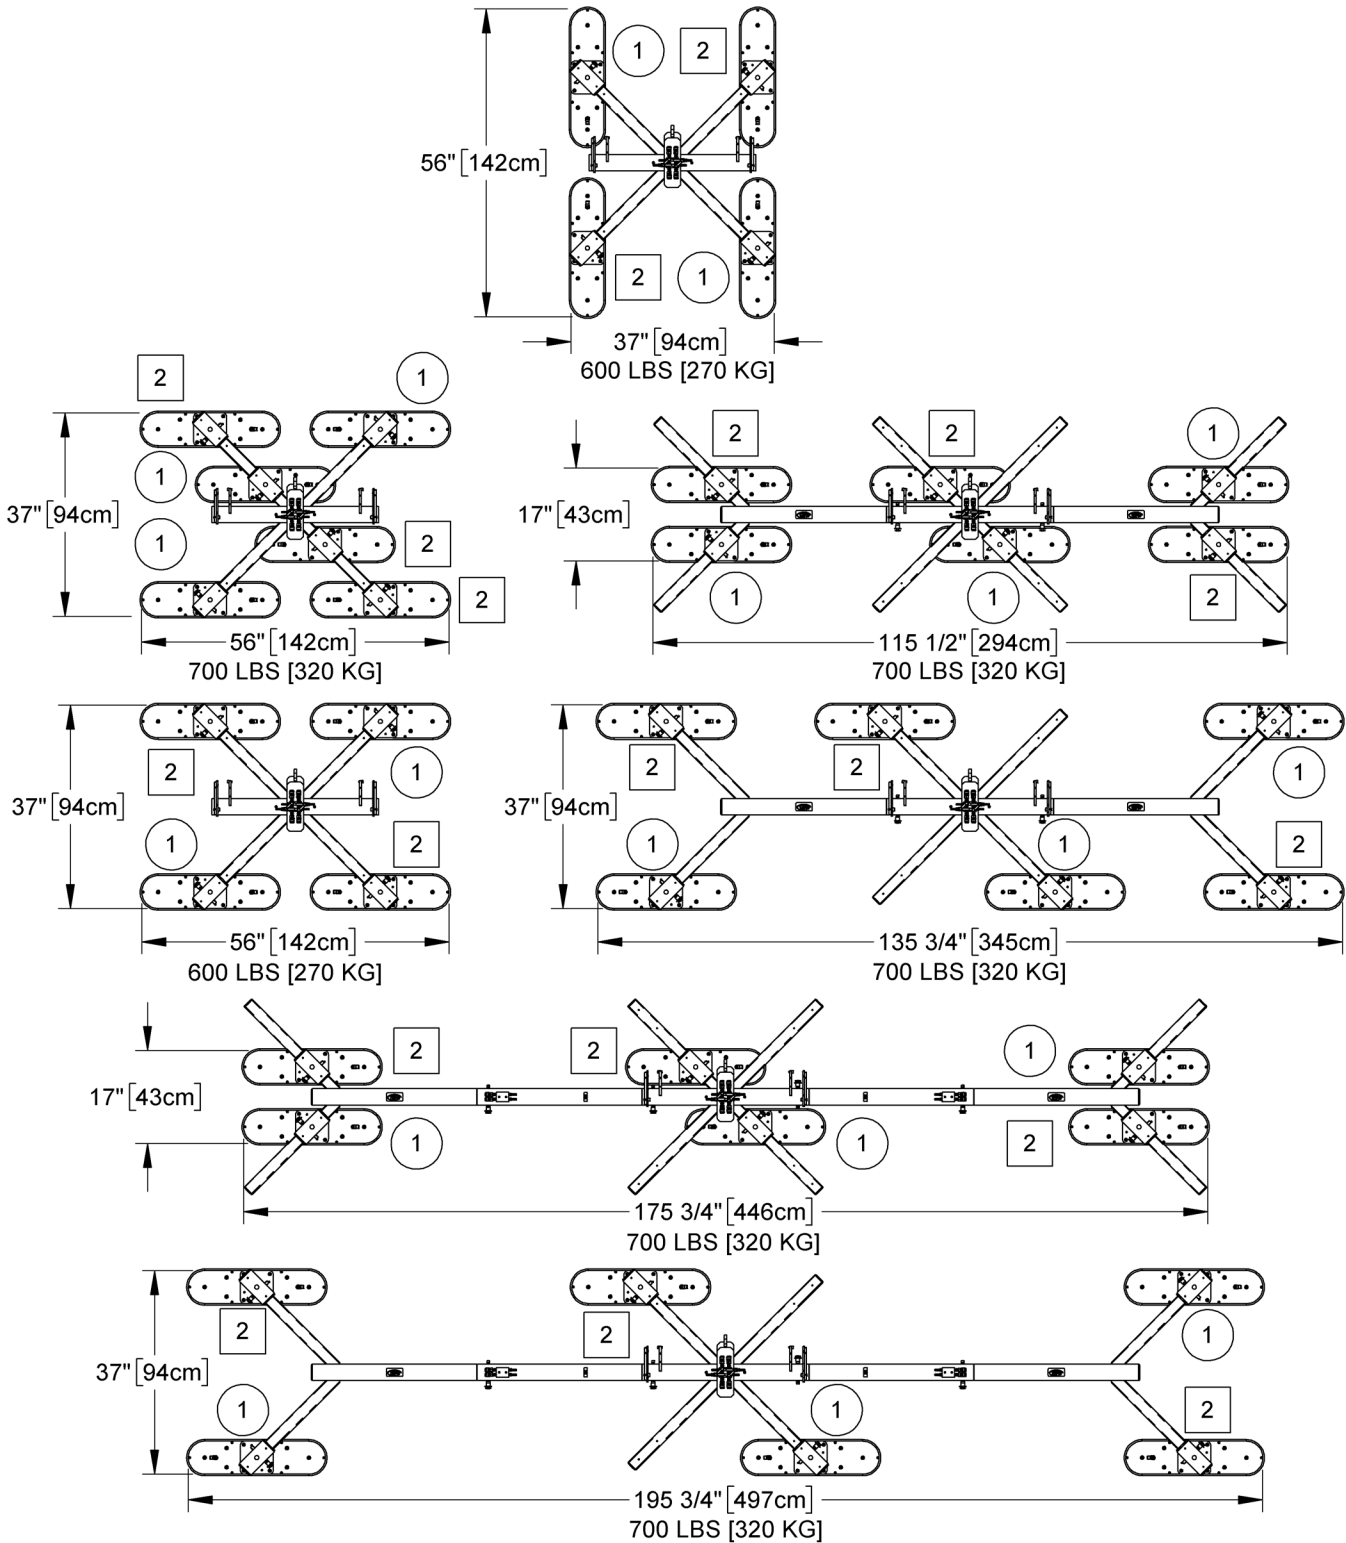 1
2
56" [142cm]
2
1
37" [94cm]
600 LBS [270 KG]
2
1
1
37" [94cm]
1
2
2
56" [142cm]
700 LBS [320 KG]
2
2
1
17" [43cm]
1
1
2
115 1/2" [294cm]
700 LBS [320 KG]
2
1
37" [94cm]
1
2
56" [142cm]
600 LBS [270 KG]
2
2
1
37" [94cm]
1
1
2
135 3/4" [345cm]
700 LBS [320 KG]
2
2
1
17" [43cm]
1
1
2
175 3/4" [446cm]
700 LBS [320 KG]
2
2
1
37" [94cm]
1
1
2
195 3/4" [497cm]
700 LBS [320 KG]